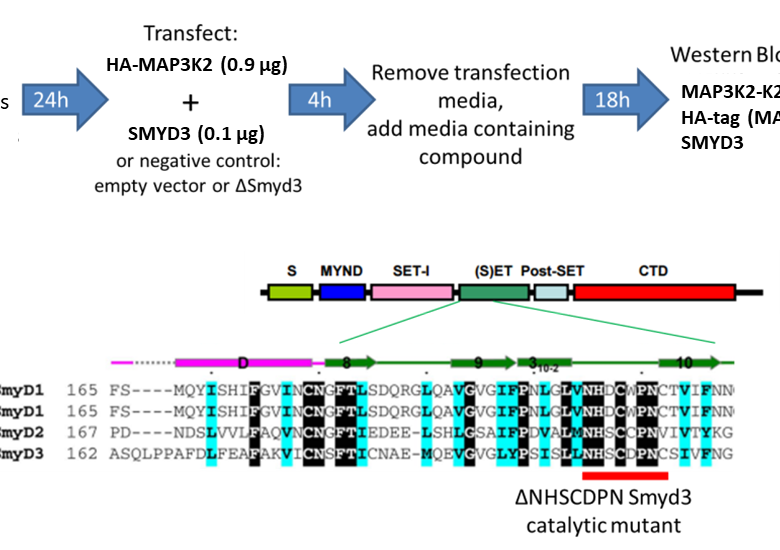 Transfect:
HA-MAP3K2 (0.9 µg)
+
SMYD3 (0.1 µg)
or negative control:
empty vector or ΔSmyd3
s
24h
4h
Remove transfection
media,
add media containing
compound
18h
Western Blo
MAP3K2-K2
HA-tag (MA
SMYD3
S MYND SET-I (S)ET Post-SET CTD
D 8 9 3 10-2 10
SmyD1 165 FS----MQYISHIFGVINCNGFTLSDQRGLQAVGVGIFPNLGLVNHDCWPNCTVIFNN
SmyD1 165 FS----MQYISHIFGVINCNGFTLSDQRGLQAVGVGIFPNLGLVNHDCWPNCTVIFNN
SmyD2 167 PD----NDSLVVLFAQVNCNGFTIEDEE-LSHLGSAIFPDVALMNHSCCPNVIVTYKG
SmyD3 162 ASQLPPAFDLFEAFAKVICNSFTICNAE-MQEVGVGLYPSISLLNHSCDPNCSIVFNG
ΔNHSCDPN Smyd3
catalytic mutant